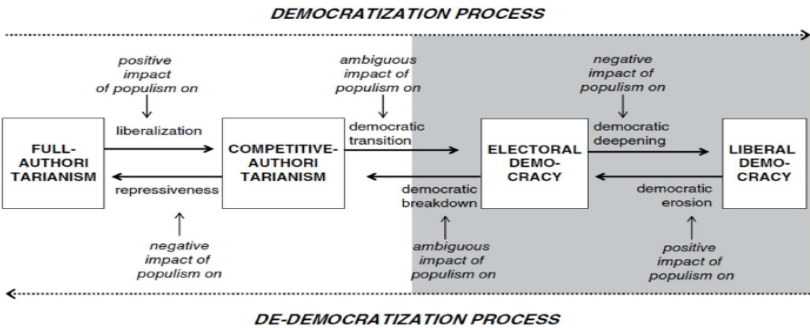 DEMOCRATIZATION PROCESS
positive
impact
of populism on
ambiguous
impact of
populism on
negative
impact of
populism on
FULL-
AUTHORI
TARIANISM
liberalization
repressiveness
COMPETITIVE-
AUTHORI
TARIANISM
democratic
transition
democratic
breakdown
ELECTORAL
DEMO-
CRACY
democratic
deepening
democratic
erosion
LIBERAL
DEMO-
CRACY
negative
impact of
populism on
ambiguous
impact of
populism on
positive
impact of
populism on
DE-DEMOCRATIZATION PROCESS